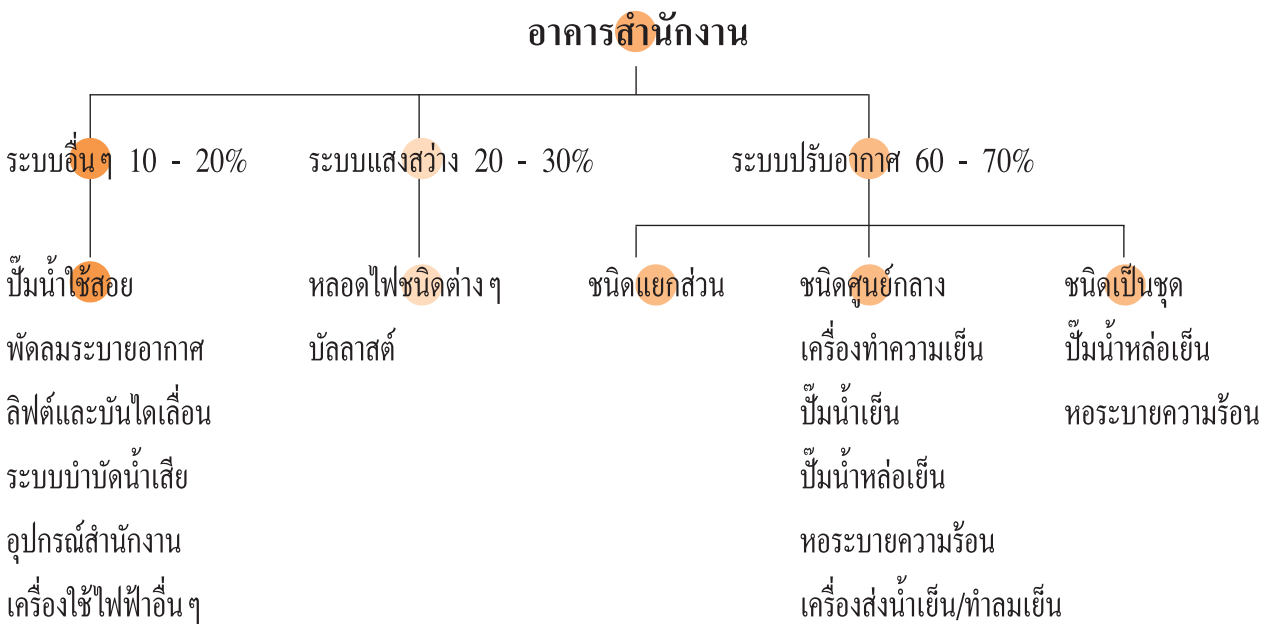 อาคารสำนักงาน
ระบบอื่นๆ 10 - 20%
ระบบแสงสว่าง 20 - 30%
ระบบปรับอากาศ 60 - 70%
ปั๊มน้ำใช้สอย
พัดลมระบายอากาศ
ลิฟต์และบันไดเลื่อน
ระบบบำบัดน้ำเสีย
อุปกรณ์สำนักงาน
เครื่องใช้ไฟฟ้าอื่นๆ
หลอดไฟชนิดต่างๆ
บัลลาสต์
ชนิดแยกส่วน
ชนิดศูนย์กลาง
เครื่องทำความเย็น
ปั๊มน้ำเย็น
ปั๊มน้ำหล่อเย็น
หอระบายความร้อน
เครื่องส่งน้ำเย็น/ทำลมเย็น
ชนิดเป็นชุด
ปั๊มน้ำหล่อเย็น
หอระบายความร้อน